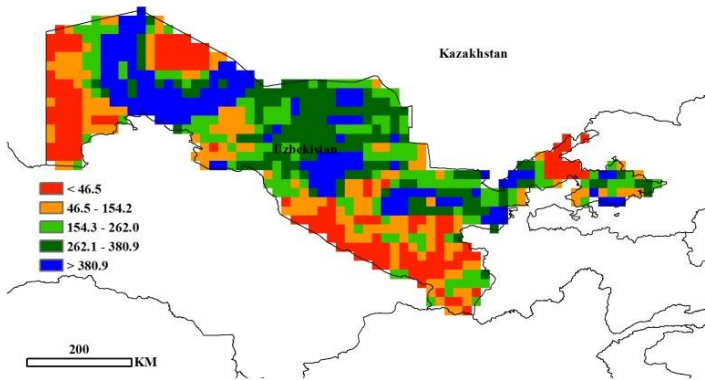 Kazakhstan
Uzbekistan
< 46.5
46.5 - 154.2
154.3 - 262.0
262.1 - 380.9
> 380.9
200
KM